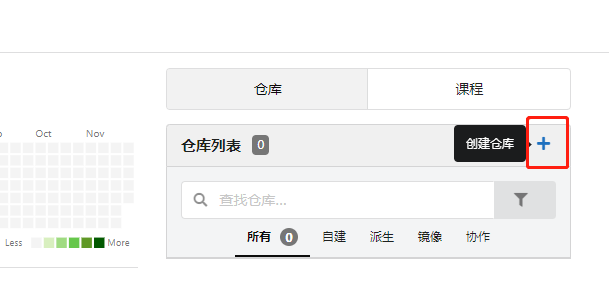 仓库 课程
Oct Nov
仓库列表 0 创建仓库
查找仓库...
所有 0 自建 派生 镜像 协作
Less More